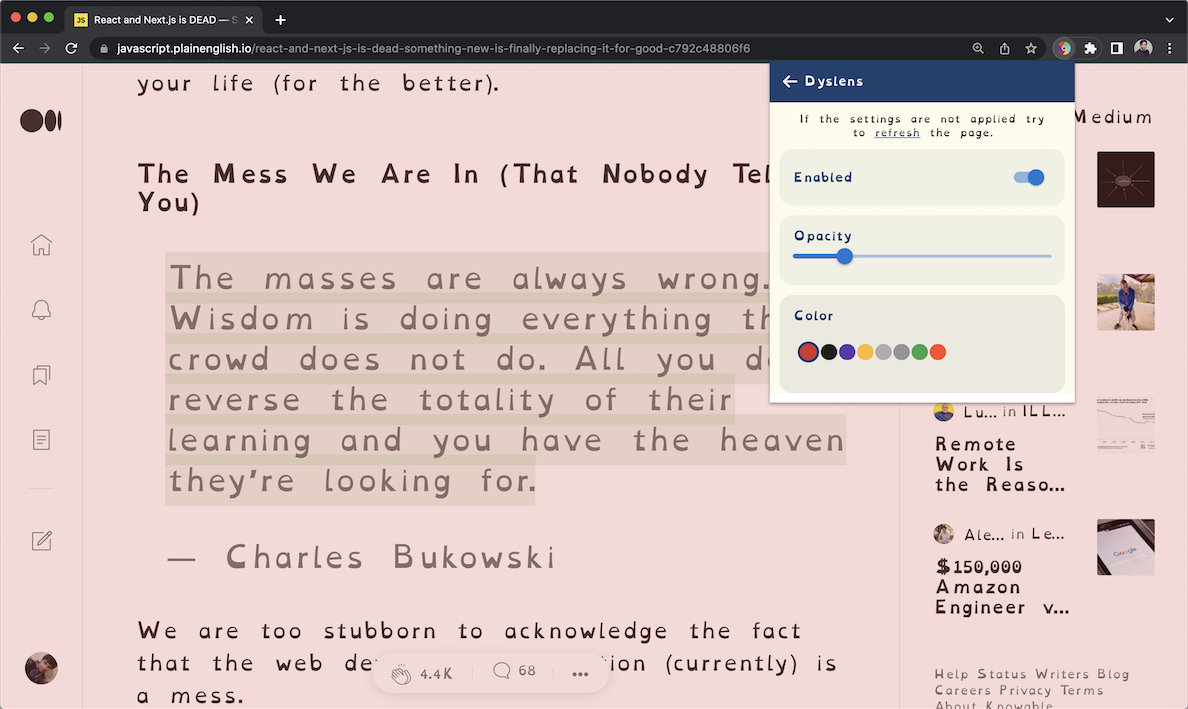 JS React and Next.js is DEAD — S
javascript.plainenglish.io/react-and-next-js-is-dead-something-new-is-finally-replacing-it-for-good-c792c48806f6
your life (for the better).
The Mess We Are In (That Nobody Tel
You)
The masses are always wrong.
Wisdom is doing everything th
crowd does not do. All you do
reverse the totality of their
learning and you have the heaven
they're looking for.
— Charles Bukowski
We are too stubborn to acknowledge the fact
that the web de
tion (currently) is
a mess.
4.4K
68
Dyslens
If the settings are not applied try
to refresh the page.
Enabled
Opacity
Color
Medium
Lu... in ILL...
Remote
Work Is
the Reaso...
Ale... in Le...
$150,000
Amazon
Engineer v...
Google
Help Status Writers Blog
Careers Privacy Terms
About Knowable